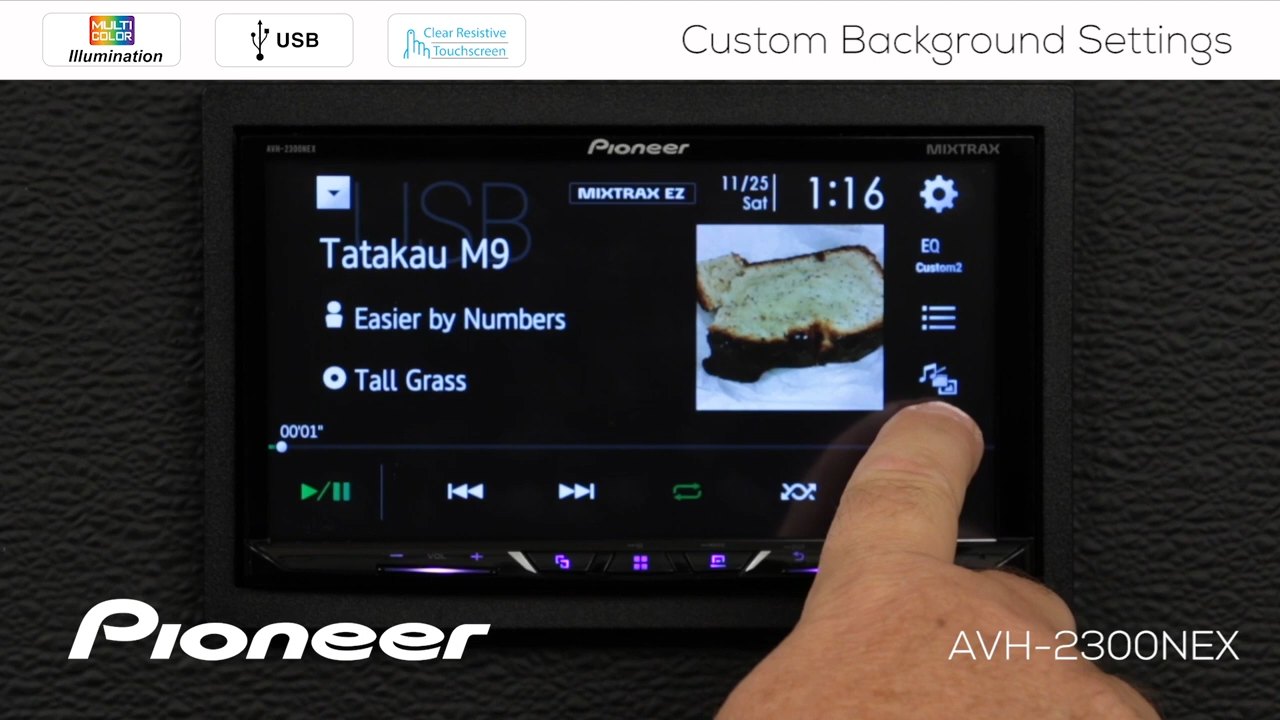 MULTI
COLOR
Illumination
USB
Clear Resistive
Touchscreen
Custom Background Settings
AVH-2300NEX
Pioneer
MIXTRAX
USB
MIXTRAX EZ
11/25
Sat
1:16
Tatakau M9
EQ
Custom2
Easier by Numbers
Tall Grass
00'01"
VOL
Pioneer
AVH-2300NEX